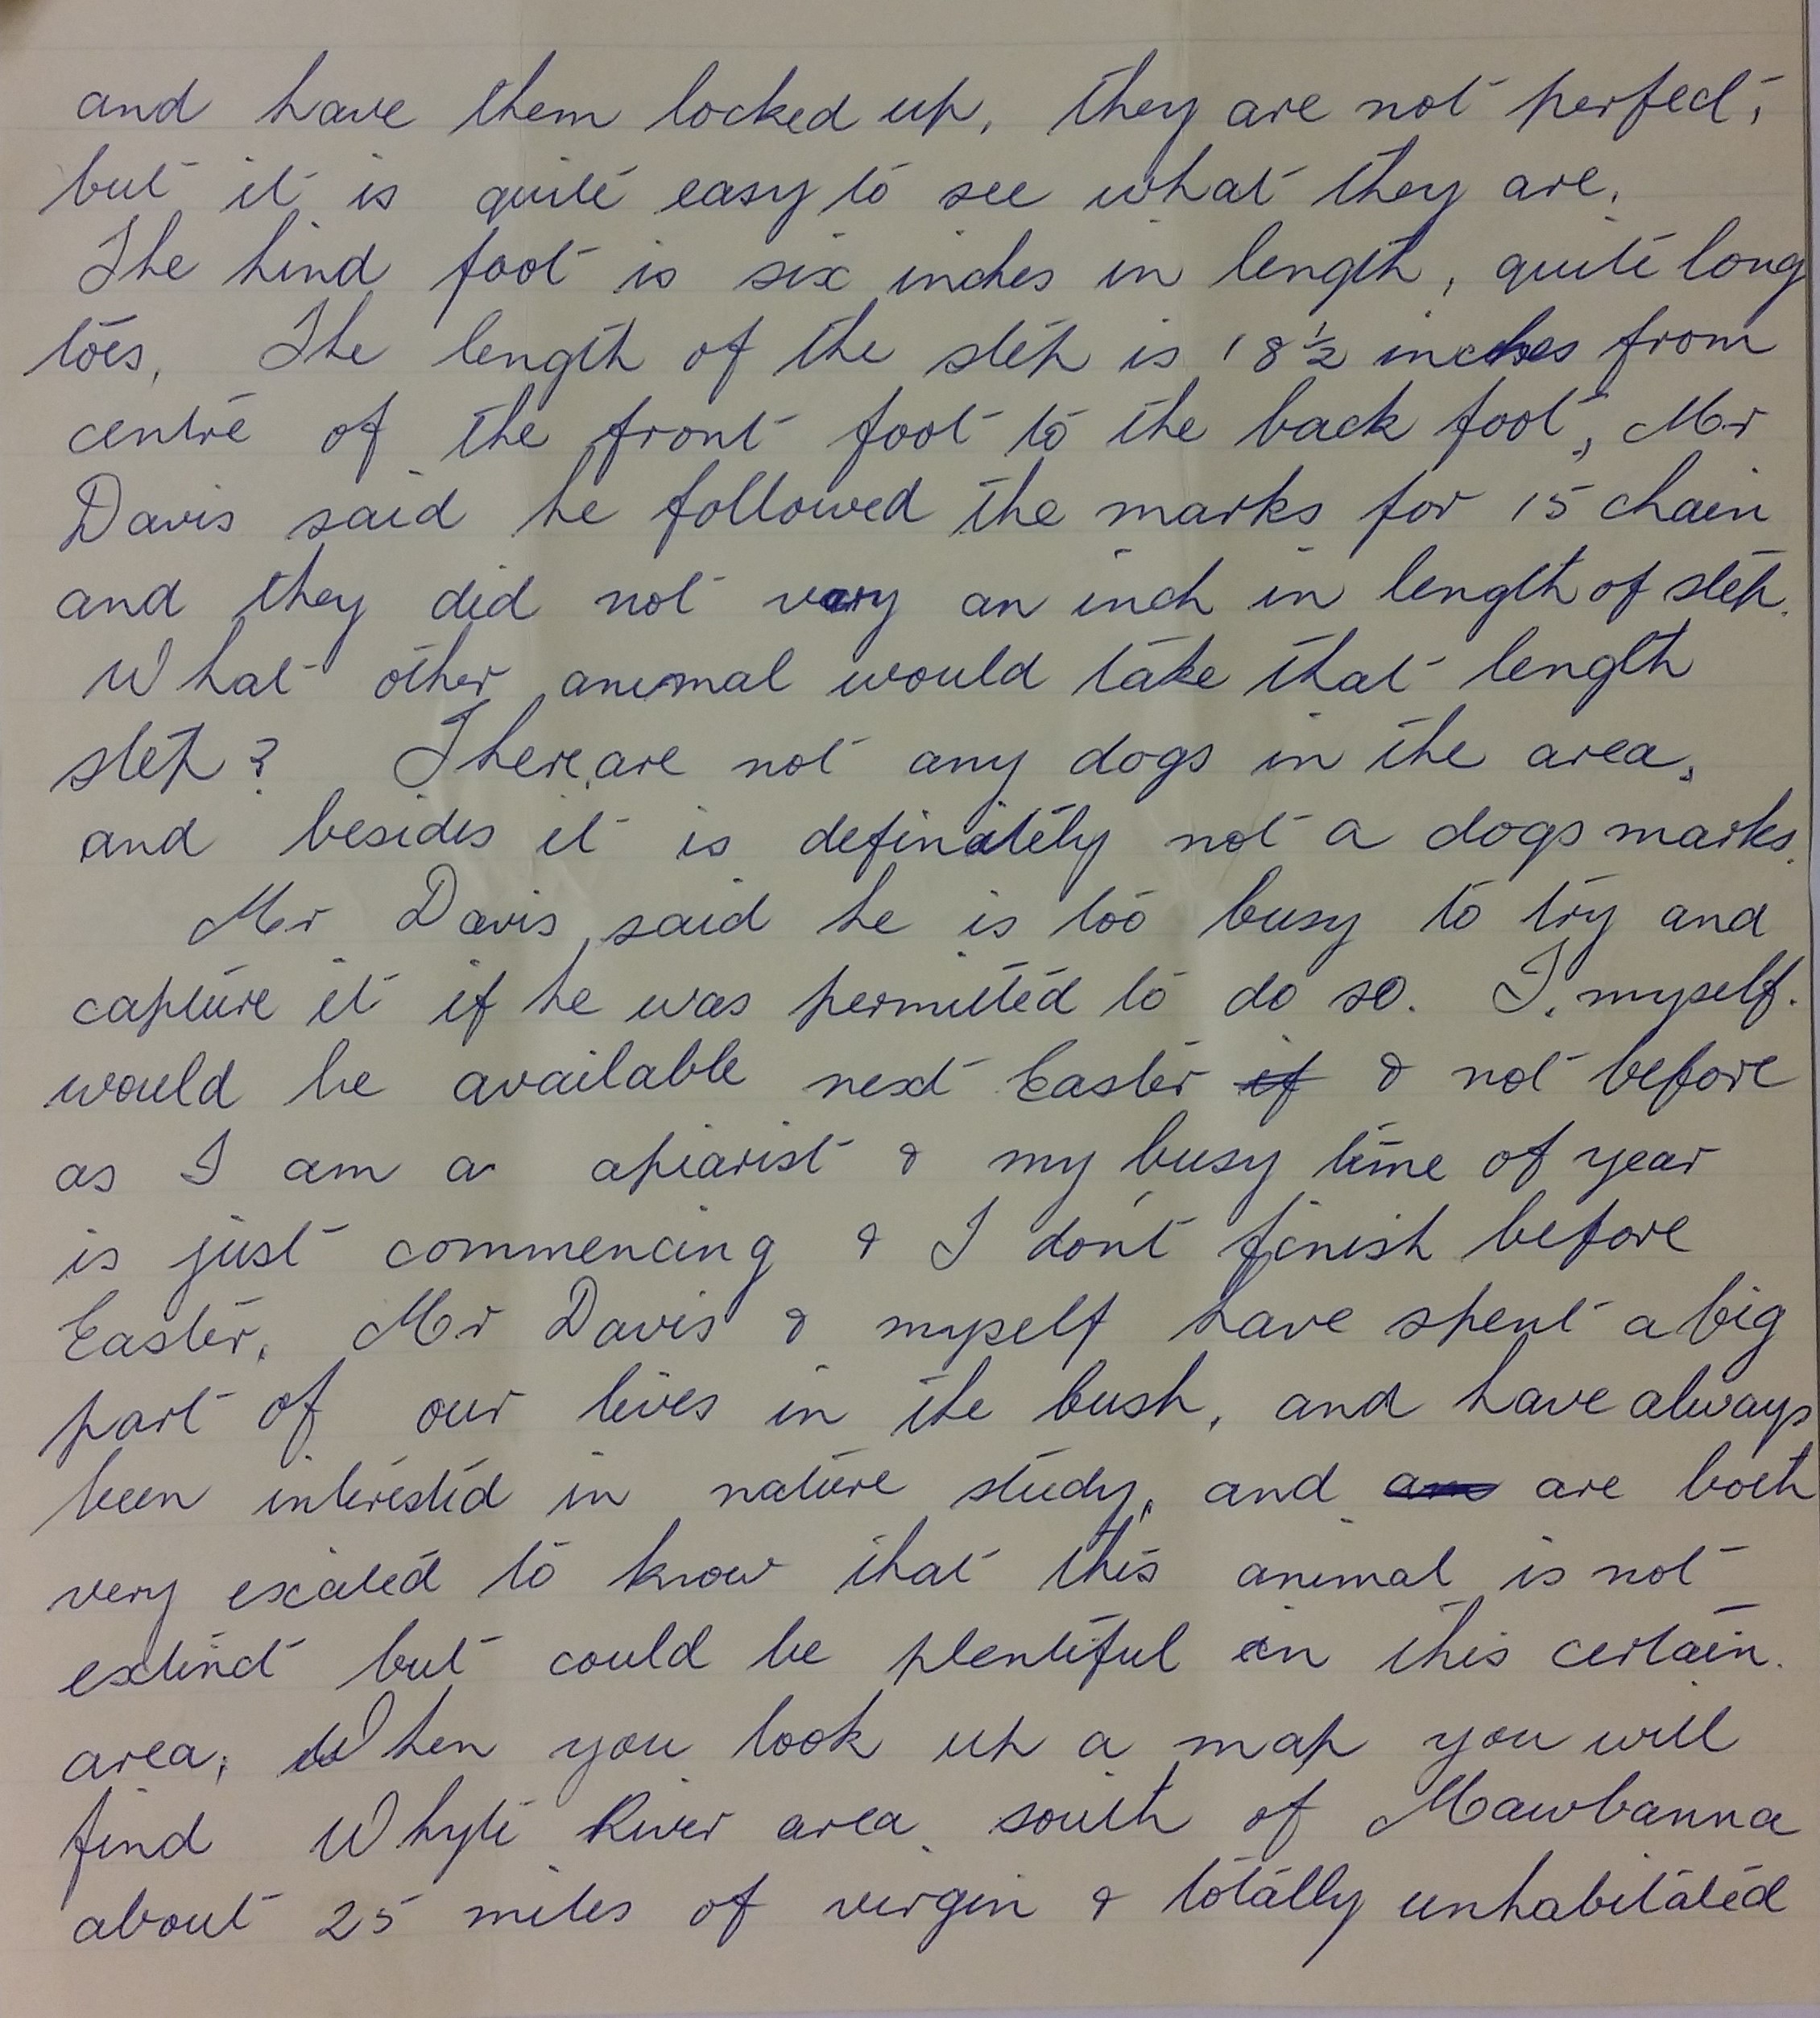 and have them locked up, they are not perfect,
but it is quite easy to see what they are.
The hind foot is six inches in length, quite long
toes. The length of the step is 18½ inches from
centre of the front foot to the back foot, Mr
Davis said he followed the marks for 15 chain
and they did not vary an inch in length of step.
What other animal would take that length
step? There are not any dogs in the area,
and besides it is definitely not a dogs marks.
Mr Davis said he is too busy to try and
capture it if he was permitted to do so. I, myself.
would be available next Easter if & not before
as I am a apiarist & my busy time of year
is just commencing & I don't finish before
Easter. Mr Davis & myself have spent a big
part of our lives in the bush, and have always
been interested in nature study, and are both
very excited to know that this animal is not
extinct but could be plentiful in this certain.
area, When you look up a map you will
find Whyte River area south of Mawbanna
about 25 miles of virgin & totally unhabitated